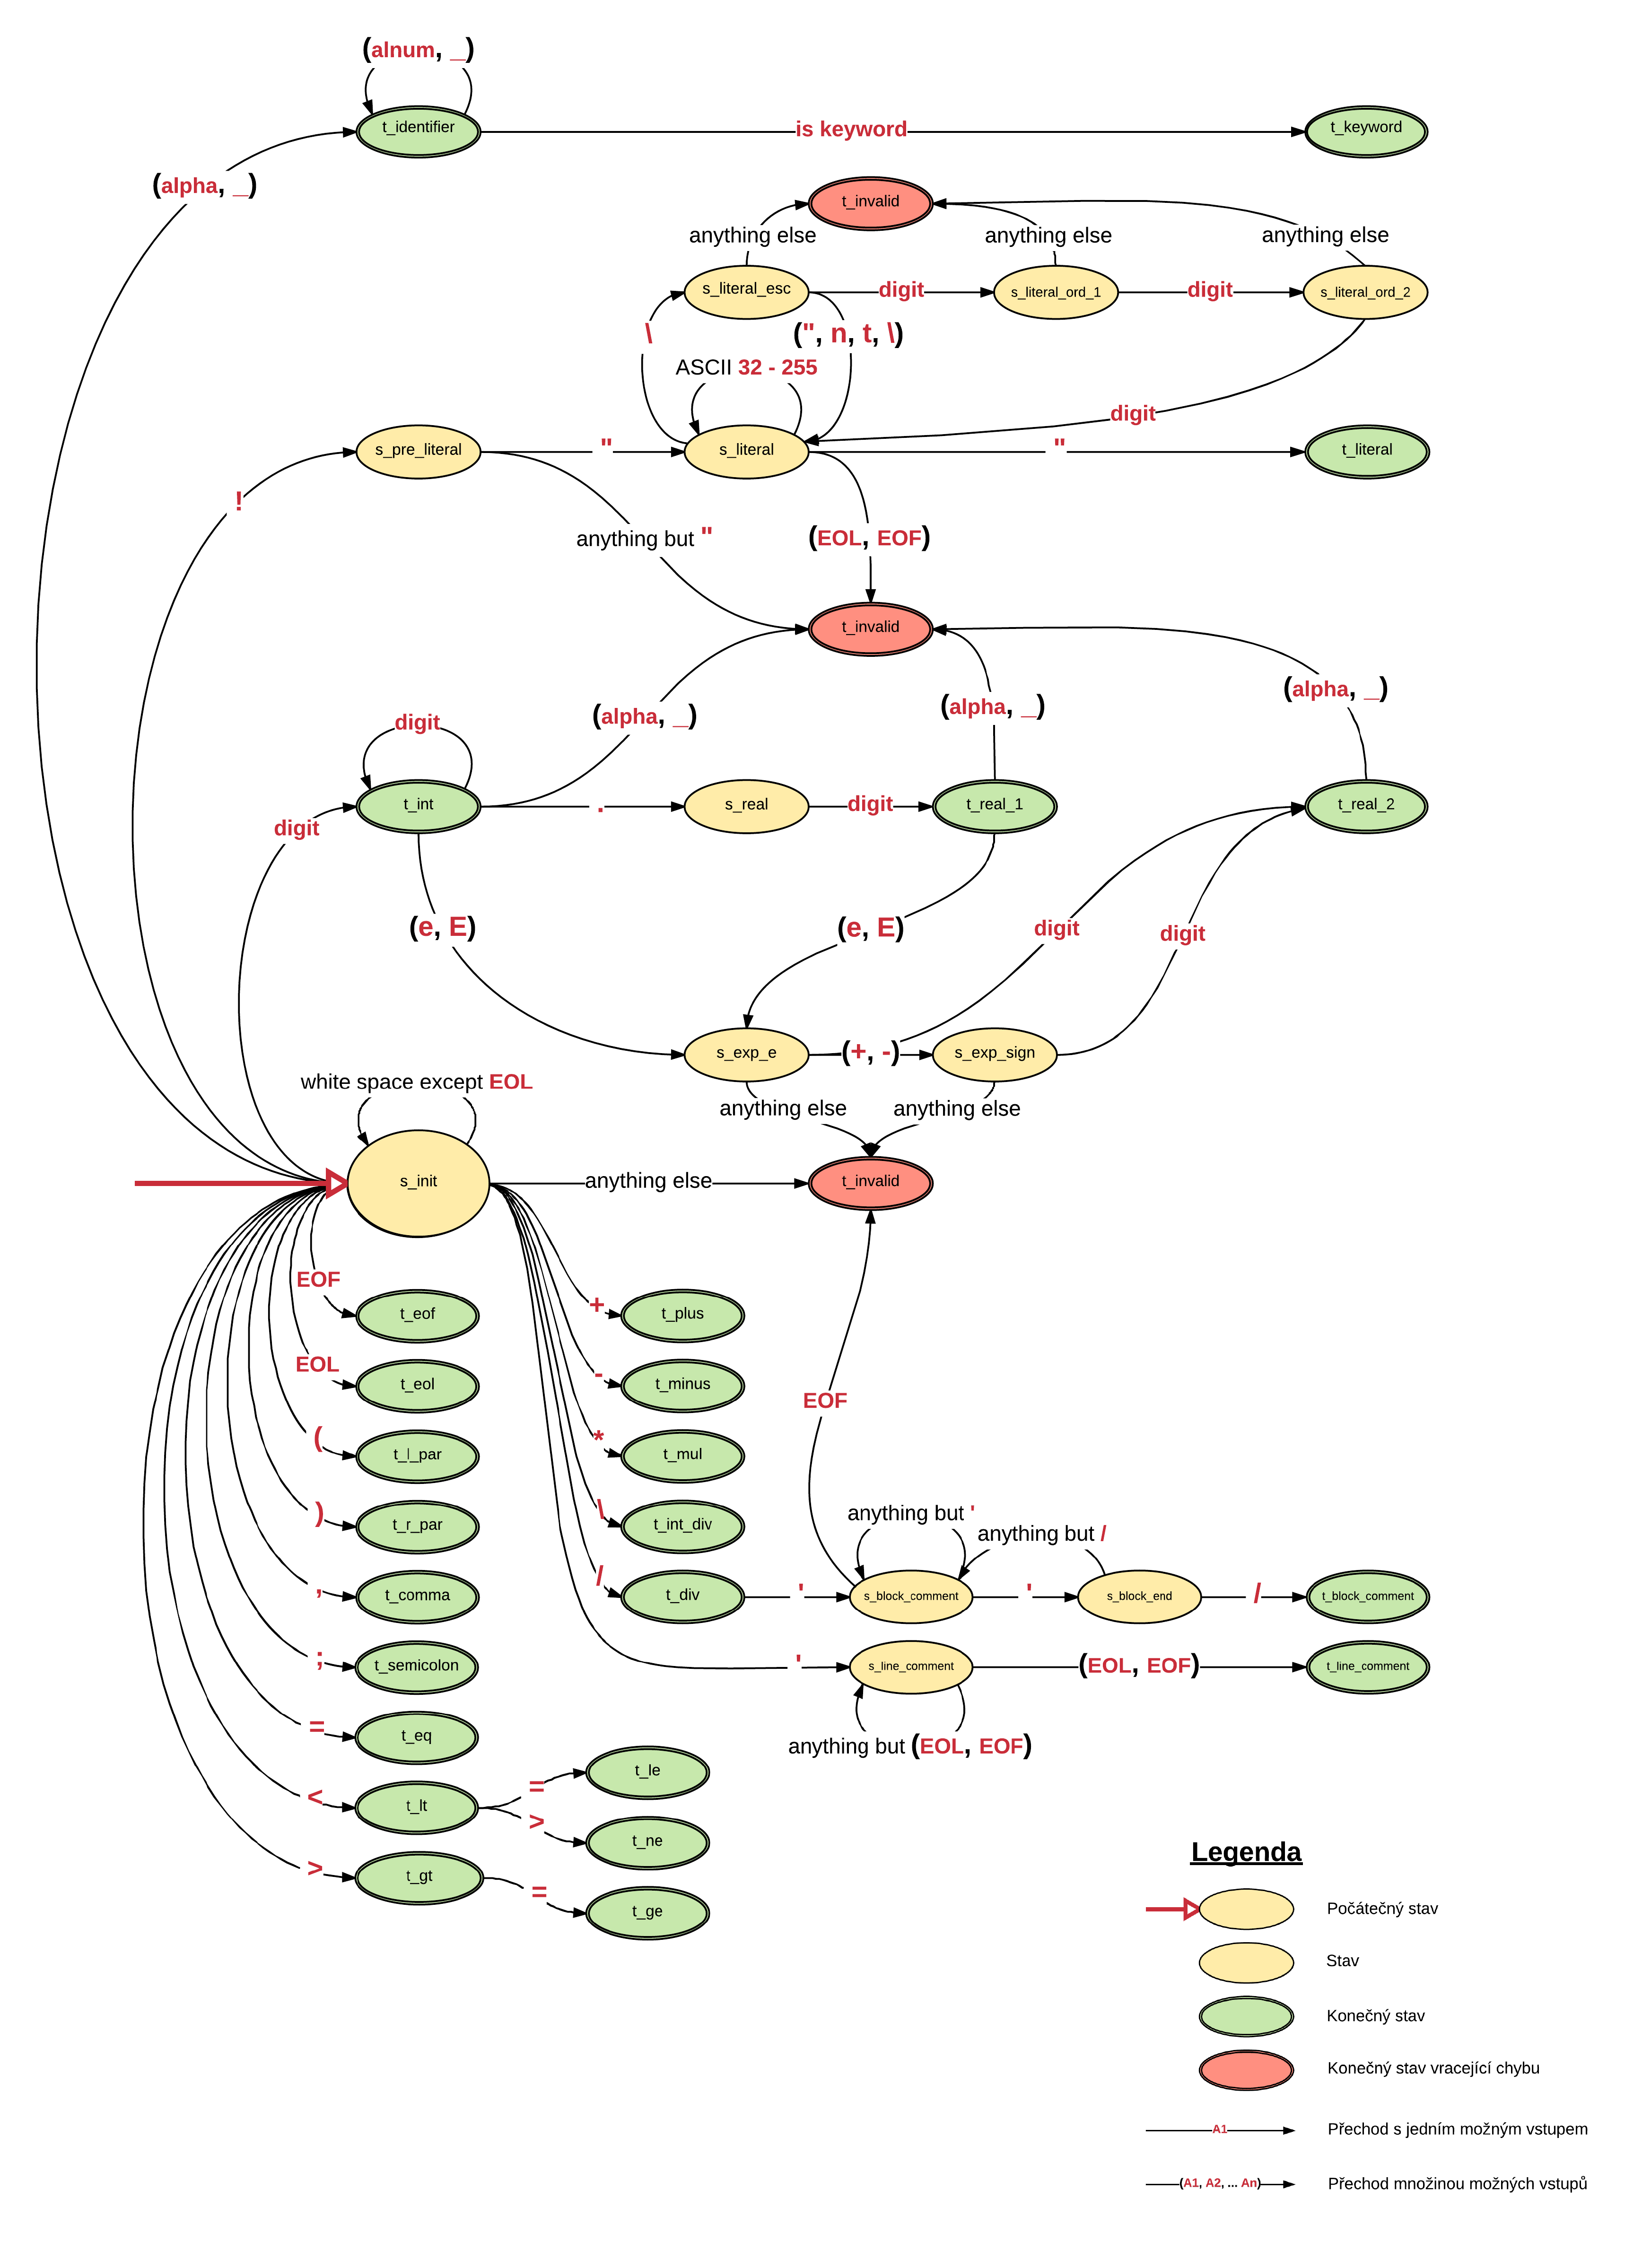 (alnum, _)
t_identifier
is keyword
t_keyword
(alpha, _)
t_invalid
anything else
anything else
anything else
s_literal_esc
digit
s_literal_ord_1
digit
s_literal_ord_2
\
(", n, t, \)
ASCII 32 - 255
digit
s_pre_literal
"
s_literal
"
t_literal
!
anything but "
(EOL, EOF)
t_invalid
(alpha, _)
(alpha, _)
(alpha, _)
digit
t_int
.
s_real
digit
t_real_1
t_real_2
digit
(e, E)
(e, E)
digit
digit
s_exp_e
(+, -)
s_exp_sign
white space except EOL
anything else
anything else
s_init
anything else
t_invalid
EOF
t_eof
+
t_plus
EOL
t_eol
-
t_minus
EOF
(
t_l_par
*
t_mul
)
t_r_par
\
t_int_div
anything but '
anything but /
,
t_comma
/
t_div
'
s_block_comment
'
s_block_end
/
t_block_comment
;
t_semicolon
'
s_line_comment
(EOL, EOF)
t_line_comment
=
t_eq
anything but (EOL, EOF)
<
t_lt
=
t_le
>
t_ne
>
t_gt
=
t_ge
Legenda
Počátečný stav
Stav
Konečný stav
Konečný stav vracející chybu
A1
Přechod s jedním možným vstupem
(A1, A2, ... An)
Přechod množinou možných vstupů